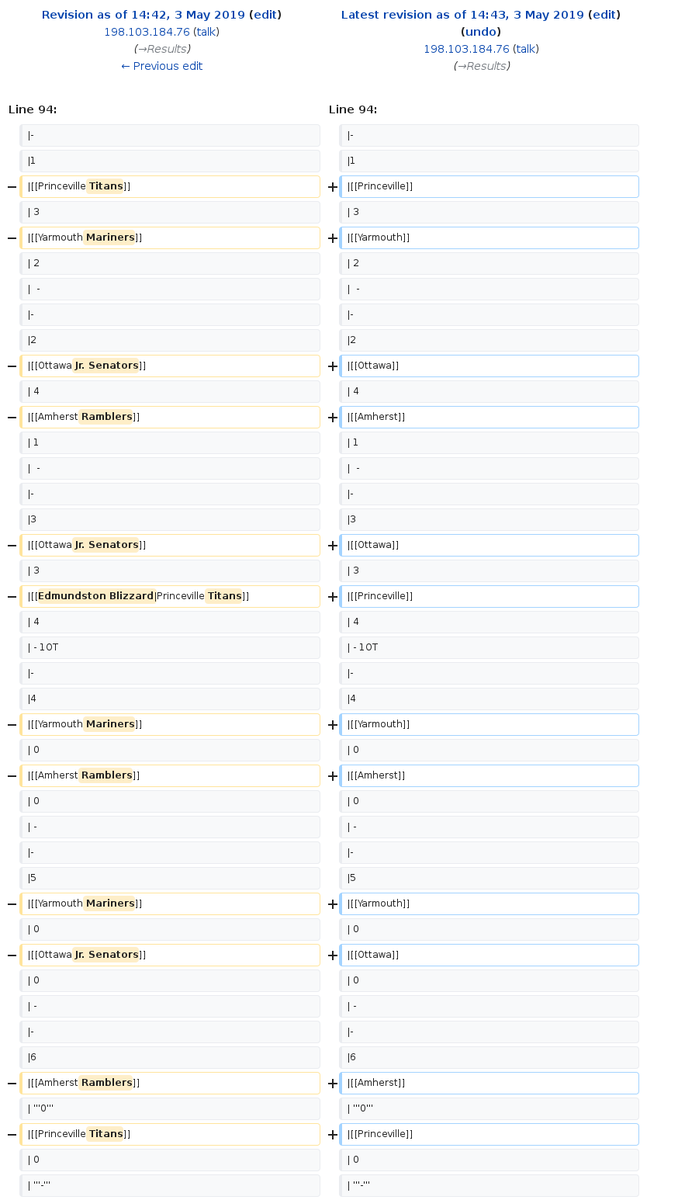 Revision as of 14:42, 3 May 2019 (edit)
198.103.184.76 (talk)
(→Results)
← Previous edit
Latest revision as of 14:43, 3 May 2019 (edit)
(undo)
198.103.184.76 (talk)
(→Results)
Line 94: Line 94:
|- |-
|1 |1
− |[[Princeville Titans]] + |[[Princeville]]
| 3 | 3
− |[[Yarmouth Mariners]] + |[[Yarmouth]]
| 2 | 2
| - | -
|- |-
|2 |2
− |[[Ottawa Jr. Senators]] + |[[Ottawa]]
| 4 | 4
− |[[Amherst Ramblers]] + |[[Amherst]]
| 1 | 1
| - | -
|- |-
|3 |3
− |[[Ottawa Jr. Senators]] + |[[Ottawa]]
| 3 | 3
− |[[Edmundston Blizzard|Princeville Titans]] + |[[Princeville]]
| 4 | 4
| - 1OT | - 1OT
|- |-
|4 |4
− |[[Yarmouth Mariners]] + |[[Yarmouth]]
| 0 | 0
− |[[Amherst Ramblers]] + |[[Amherst]]
| 0 | 0
| - | -
|- |-
|5 |5
− |[[Yarmouth Mariners]] + |[[Yarmouth]]
| 0 | 0
− |[[Ottawa Jr. Senators]] + |[[Ottawa]]
| 0 | 0
| - | -
|- |-
|6 |6
− |[[Amherst Ramblers]] + |[[Amherst]]
| '''0''' | '''0'''
− |[[Princeville Titans]] + |[[Princeville]]
| 0 | 0
| '''-''' | '''-'''